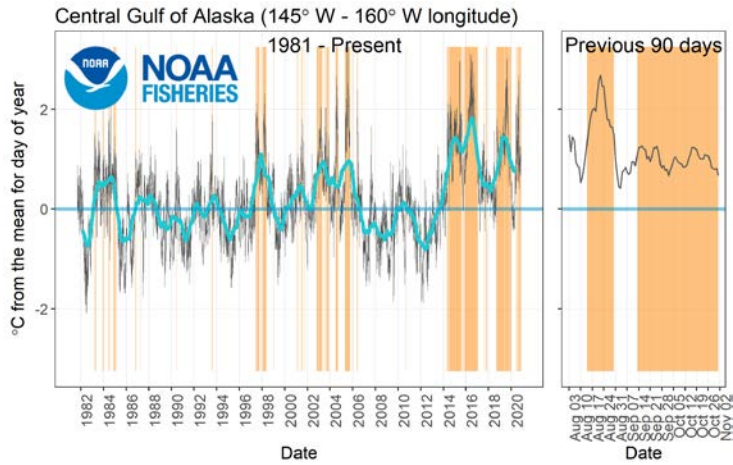 Central Gulf of Alaska (145° W - 160° W longitude)
1981 - Present
Previous 90 days
NOAA
NOAA
FISHERIES
°C from the mean for day of year
2
0
-2
1982
1984
1986
1988
1990
1992
1994
1996
1998
2000
2002
2004
2006
2008
2010
2012
2014
2016
2018
2020
Date
Aug 03
Aug 10
Aug 17
Aug 24
Aug 31
Sep 07
Sep 14
Sep 21
Sep 28
Oct 05
Oct 12
Oct 19
Oct 26
Nov 02
Date